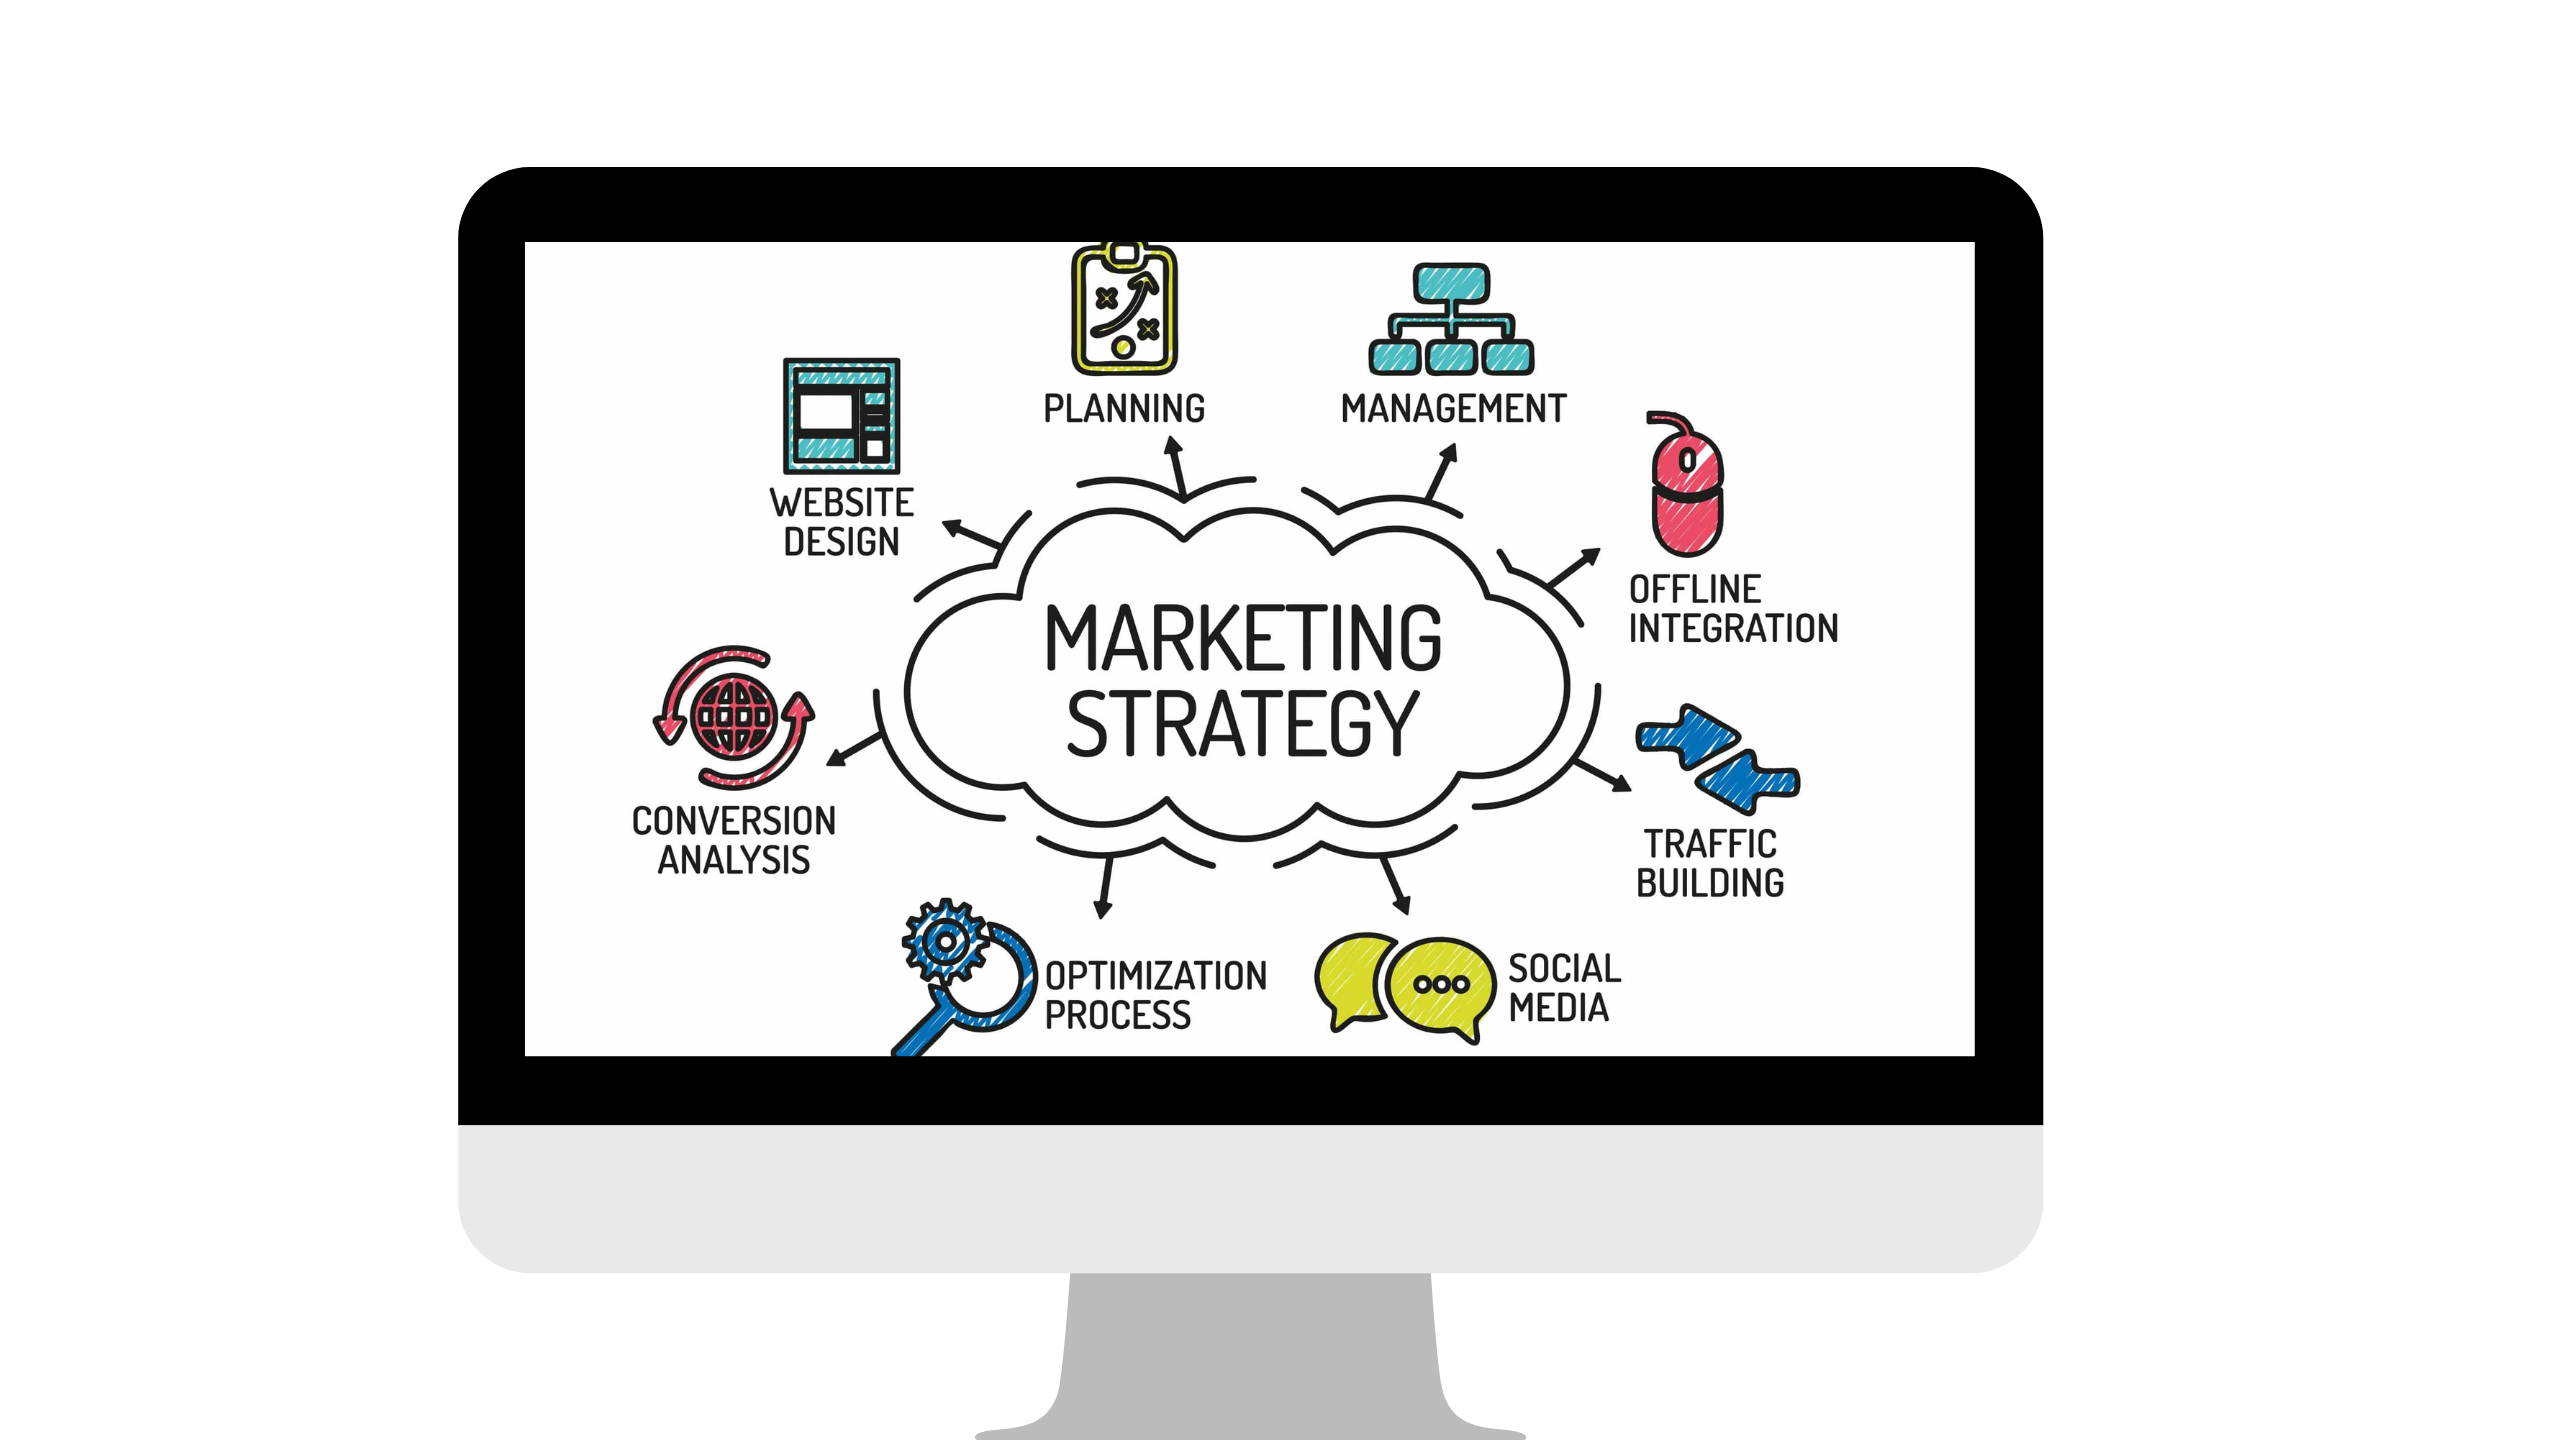 PLANNING
MANAGEMENT
WEBSITE
DESIGN
OFFLINE
INTEGRATION
MARKETING
STRATEGY
CONVERSION
ANALYSIS
TRAFFIC
BUILDING
OPTIMIZATION
PROCESS
SOCIAL
MEDIA